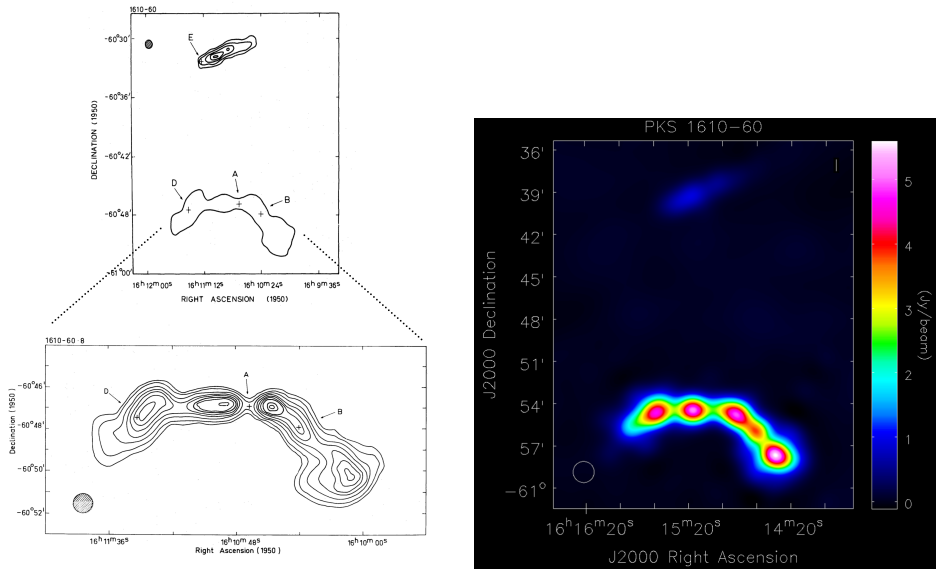 1610-60
-60°30'
E
-60°36'
-60°42'
A
D
B
-60°48'
-61°00'
DECLINATION (1950)
16ʰ12ᵐ00ˢ 16ʰ11ᵐ12ˢ 16ʰ10ᵐ24ˢ 16ʰ9ᵐ36ˢ
RIGHT ASCENSION (1950)
1610-60·8
-60°46'
A
D
B
-60°48'
-60°50'
-60°52'
Declination (1950)
16ʰ11ᵐ36ˢ 16ʰ10ᵐ48ˢ 16ʰ10ᵐ00ˢ
Right Ascension (1950)
PKS 1610-60
36'
39'
42'
45'
48'
51'
54'
57'
-61°
J2000 Declination
16ʰ16ᵐ20ˢ 15ᵐ20ˢ 14ᵐ20ˢ
J2000 Right Ascension
5
4
3
2
1
0
(Jy/beam)